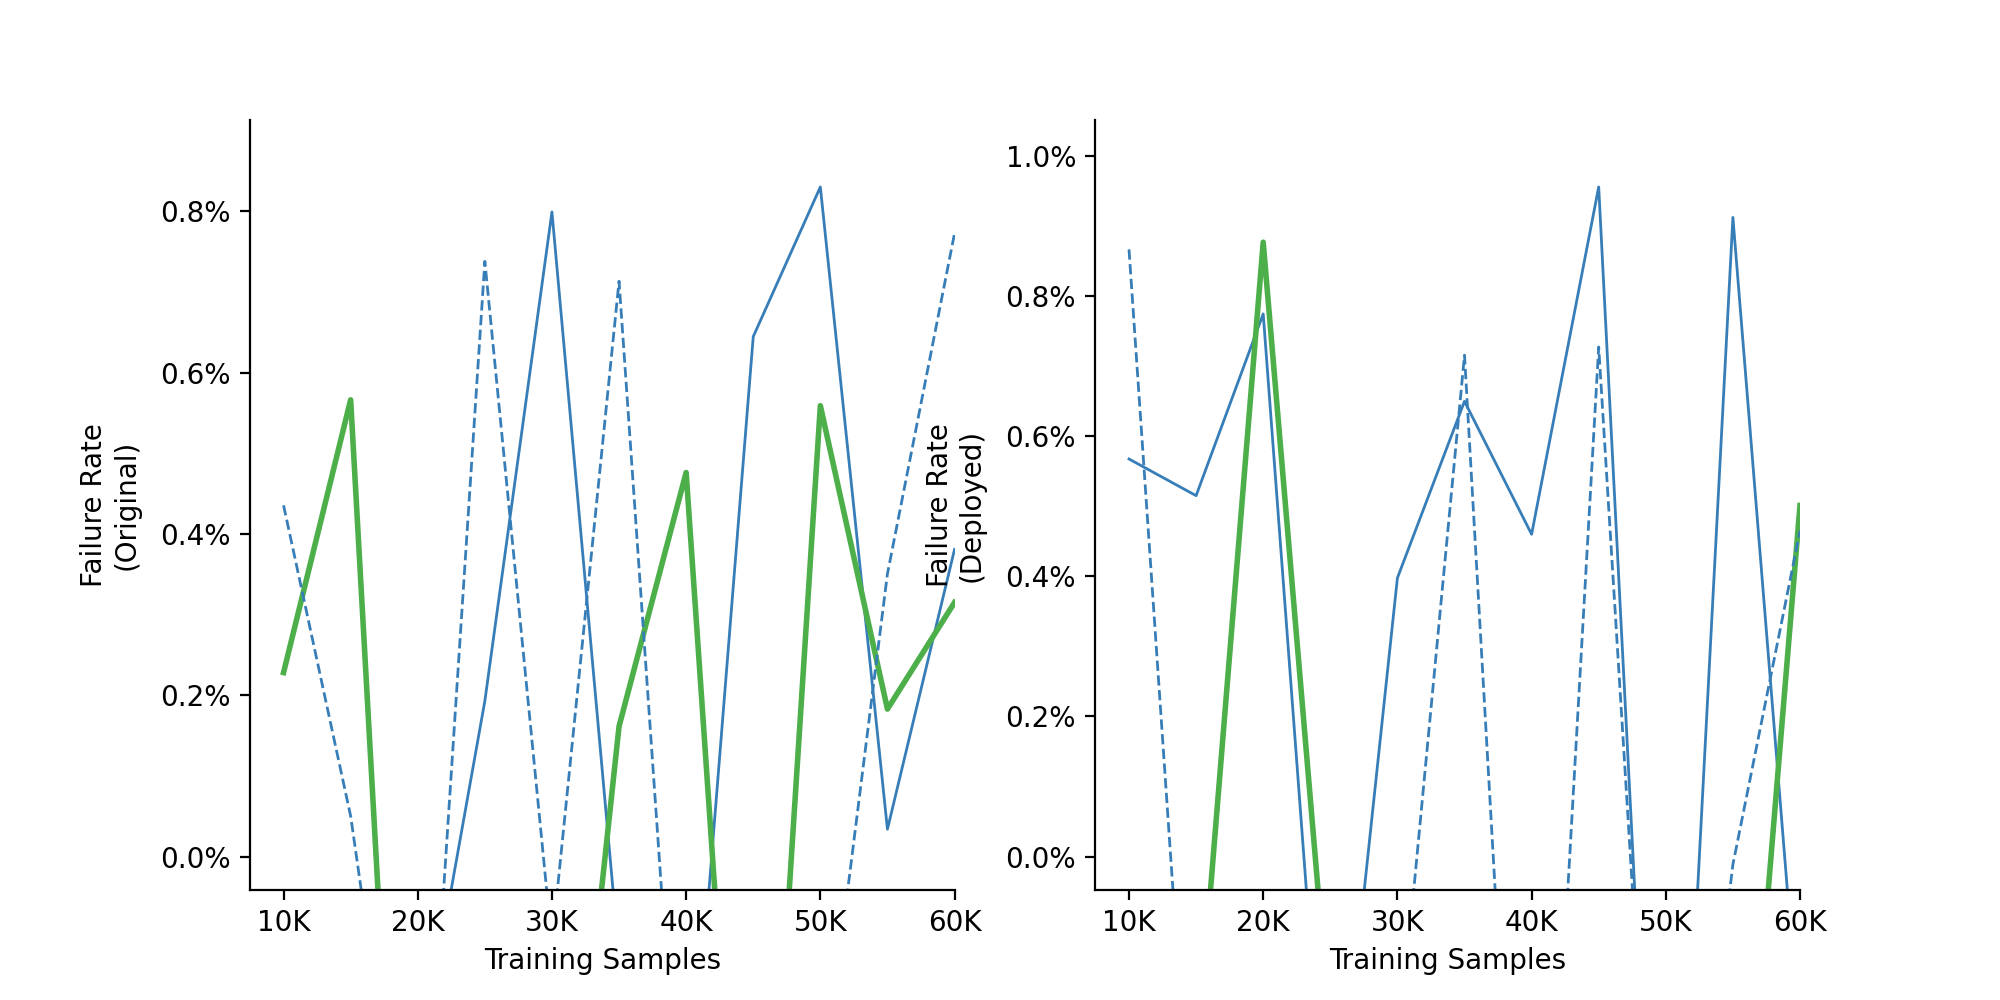 0.8%
0.6%
0.4%
0.2%
0.0%
Failure Rate
(Original)
10K 20K 30K 40K 50K 60K
Training Samples
1.0%
0.8%
0.6%
0.4%
0.2%
0.0%
Failure Rate
(Deployed)
10K 20K 30K 40K 50K 60K
Training Samples